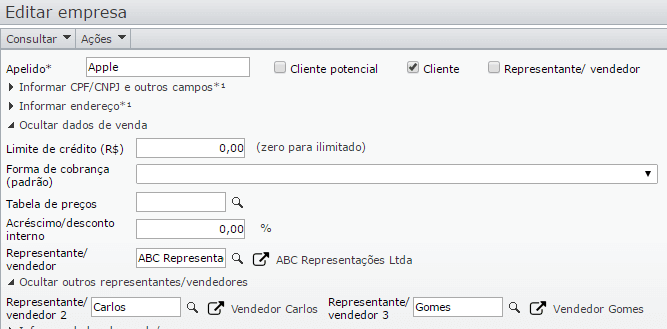 Editar empresa
Consultar Ações
Apelido* Apple Cliente potencial Cliente Representante/ vendedor
Informar CPF/CNPJ e outros campos*¹
Informar endereço*¹
Ocultar dados de venda
Limite de crédito (R$) 0,00 (zero para ilimitado)
Forma de cobrança
(padrão)
Tabela de preços
Acréscimo/desconto
interno 0,00 %
Representante/
vendedor ABC Representa ABC Representações Ltda
Ocultar outros representantes/vendedores
Representante/
vendedor 2 Carlos Vendedor Carlos
Representante/
vendedor 3 Gomes Vendedor Gomes